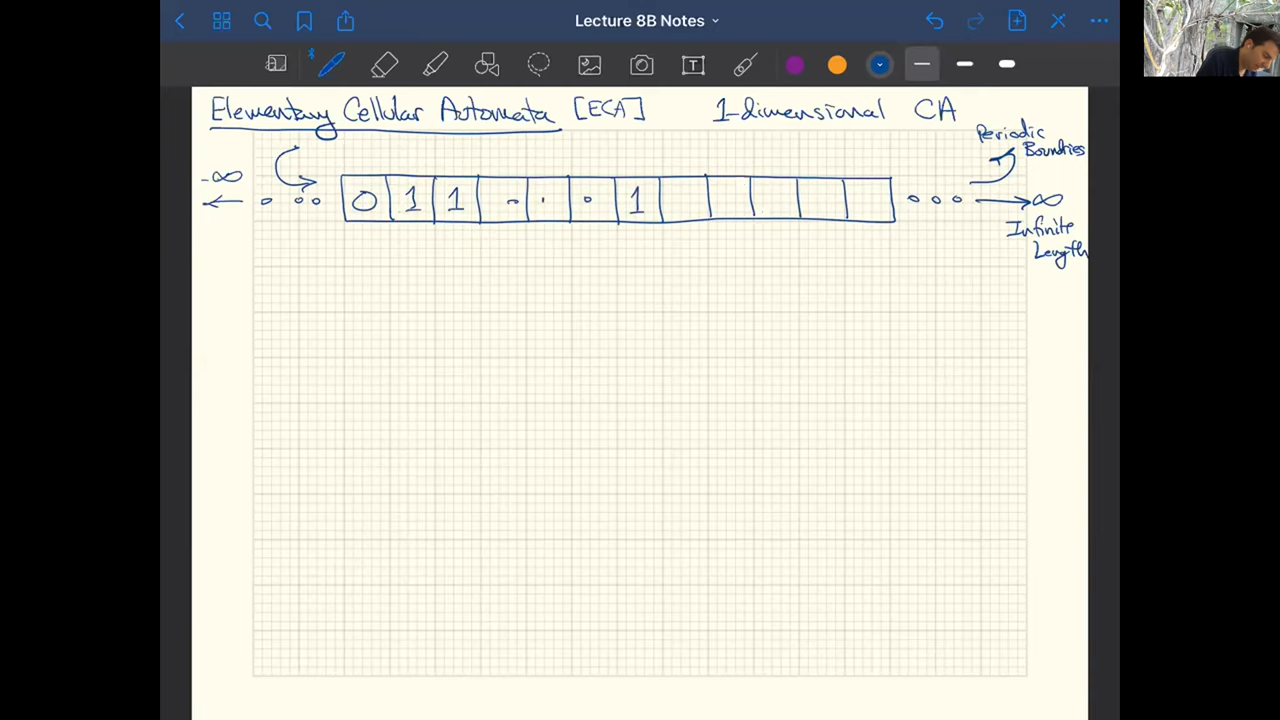 Lecture 8B Notes
Elementary Cellular Automata [ECA] 1-dimensional CA
Periodic
Boundries
-∞
0 1 1 . . . 1
∞
Infinite
Length